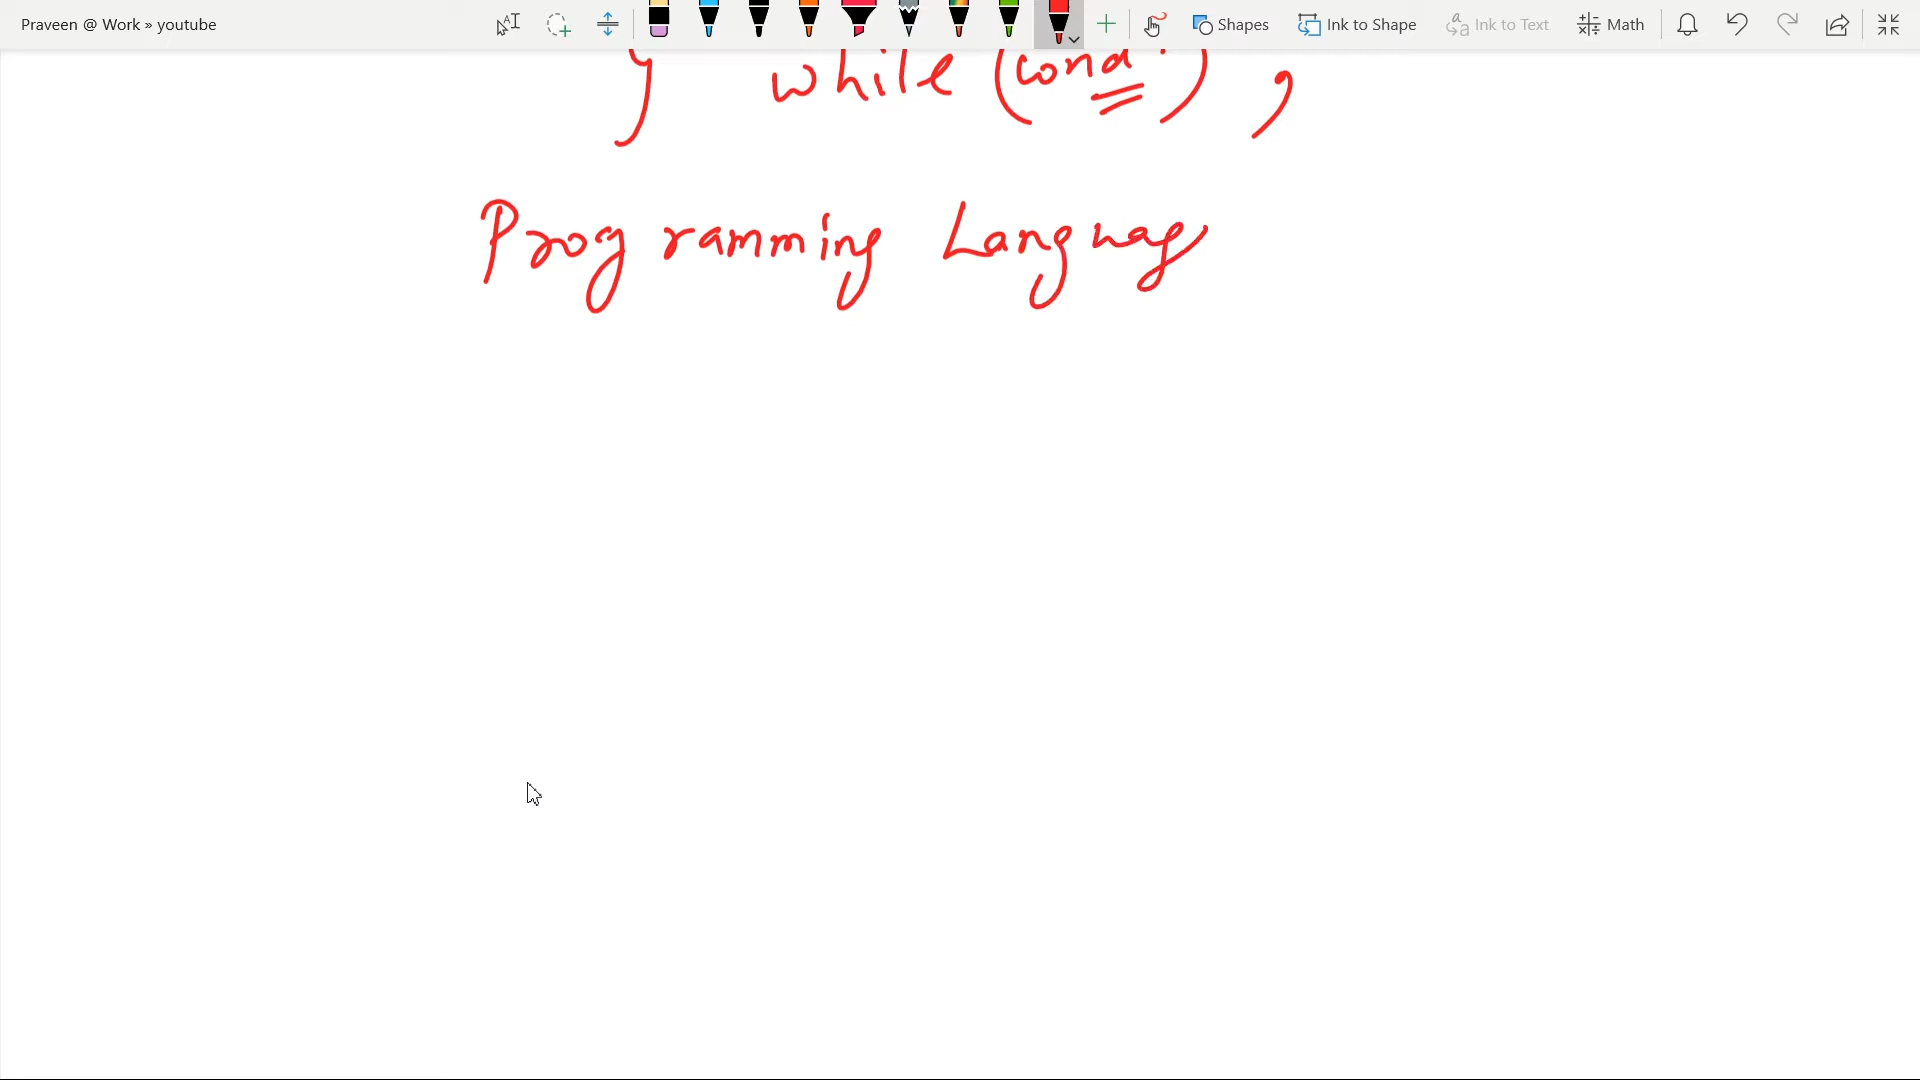 Praveen @ Work » youtube Shapes Ink to Shape Ink to Text Math
} while (cond.) ;
Programming Languag